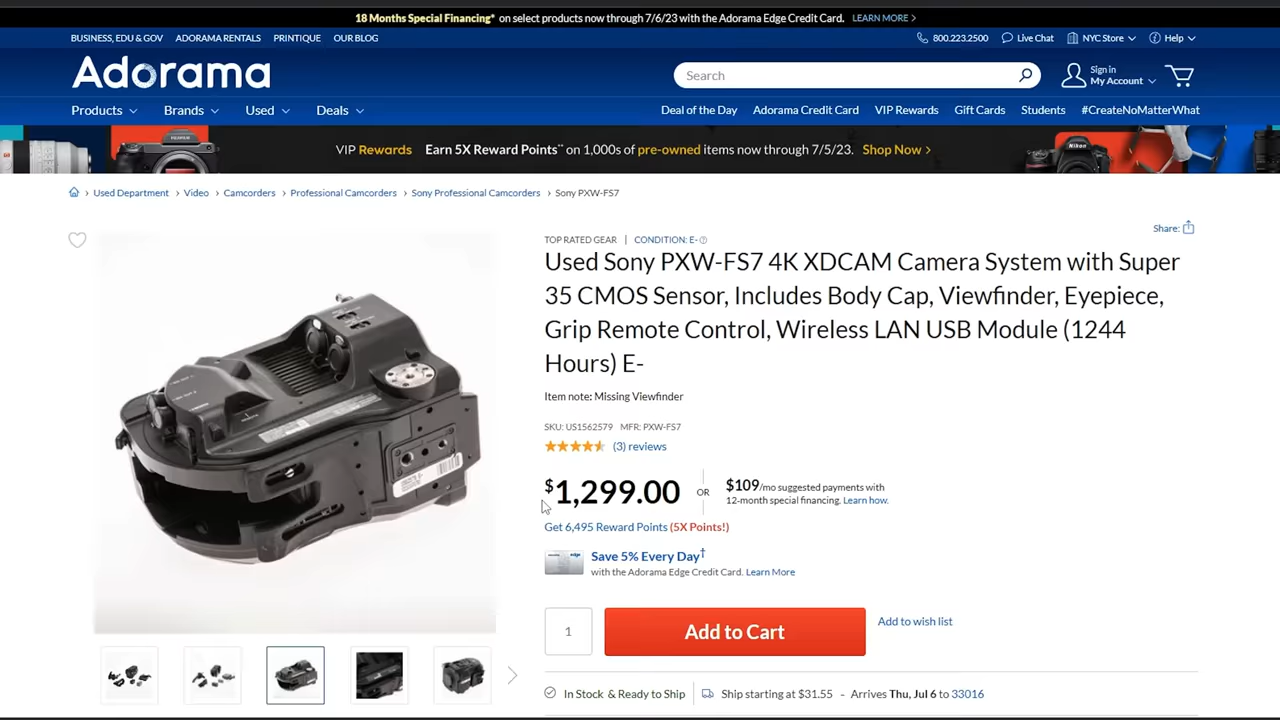 18 Months Special Financing* on select products now through 7/6/23 with the Adorama Edge Credit Card. LEARN MORE >
BUSINESS, EDU & GOV ADORAMA RENTALS PRINTIQUE OUR BLOG 800.223.2500 Live Chat NYC Store Help
Adorama Search Sign in
My Account
Products Brands Used Deals Deal of the Day Adorama Credit Card VIP Rewards Gift Cards Students #CreateNoMatterWhat
VIP Rewards Earn 5X Reward Points** on 1,000s of pre-owned items now through 7/5/23. Shop Now >
Used Department > Video > Camcorders > Professional Camcorders > Sony Professional Camcorders > Sony PXW-FS7
Share:
TOP RATED GEAR | CONDITION: E-
Used Sony PXW-FS7 4K XDCAM Camera System with Super
35 CMOS Sensor, Includes Body Cap, Viewfinder, Eyepiece,
Grip Remote Control, Wireless LAN USB Module (1244
Hours) E-
Item note: Missing Viewfinder
SKU: US1562579 MFR: PXW-FS7
(3) reviews
$1,299.00 OR $109/mo suggested payments with
12-month special financing. Learn how.
Get 6,495 Reward Points (5X Points!)
Save 5% Every Day†
with the Adorama Edge Credit Card. Learn More
1 Add to Cart Add to wish list
In Stock & Ready to Ship Ship starting at $31.55 - Arrives Thu, Jul 6 to 33016